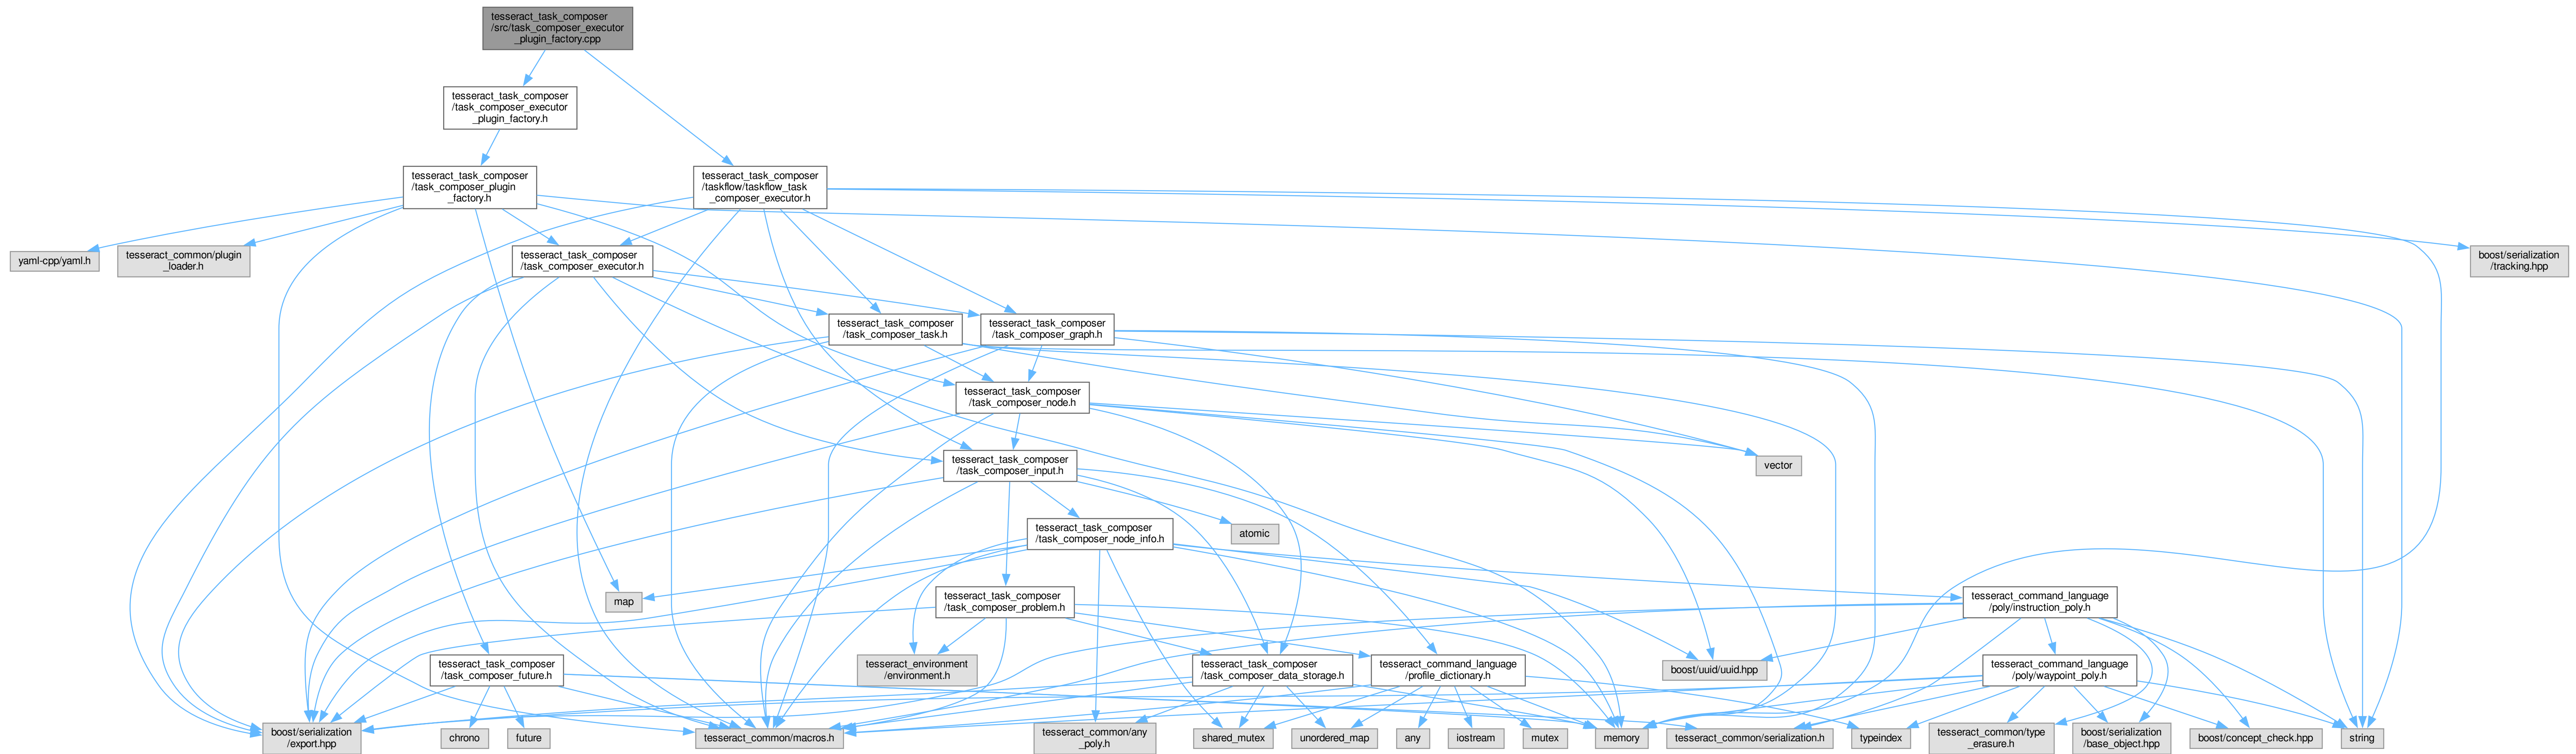 tesseract_task_composer
/src/task_composer_executor
_plugin_factory.cpp
tesseract_task_composer
/task_composer_executor
_plugin_factory.h
tesseract_task_composer
/task_composer_plugin
_factory.h
tesseract_task_composer
/taskflow/taskflow_task
_composer_executor.h
yaml-cpp/yaml.h
tesseract_common/plugin
_loader.h
tesseract_task_composer
/task_composer_executor.h
boost/serialization
/tracking.hpp
tesseract_task_composer
/task_composer_task.h
tesseract_task_composer
/task_composer_graph.h
tesseract_task_composer
/task_composer_node.h
tesseract_task_composer
/task_composer_input.h
vector
tesseract_task_composer
/task_composer_node_info.h
atomic
map
tesseract_task_composer
/task_composer_problem.h
tesseract_command_language
/poly/instruction_poly.h
tesseract_task_composer
/task_composer_future.h
tesseract_environment
/environment.h
tesseract_task_composer
/task_composer_data_storage.h
tesseract_command_language
/profile_dictionary.h
boost/uuid/uuid.hpp
tesseract_command_language
/poly/waypoint_poly.h
boost/serialization
/export.hpp
chrono
future
tesseract_common/macros.h
tesseract_common/any
_poly.h
shared_mutex
unordered_map
any
iostream
mutex
memory
tesseract_common/serialization.h
typeindex
tesseract_common/type
_erasure.h
boost/serialization
/base_object.hpp
boost/concept_check.hpp
string